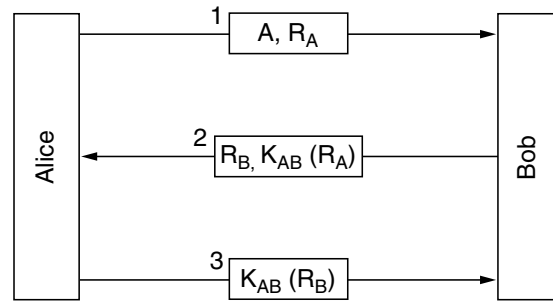 Alice
1
A, R_A
2
R_B, K_AB (R_A)
3
K_AB (R_B)
Bob